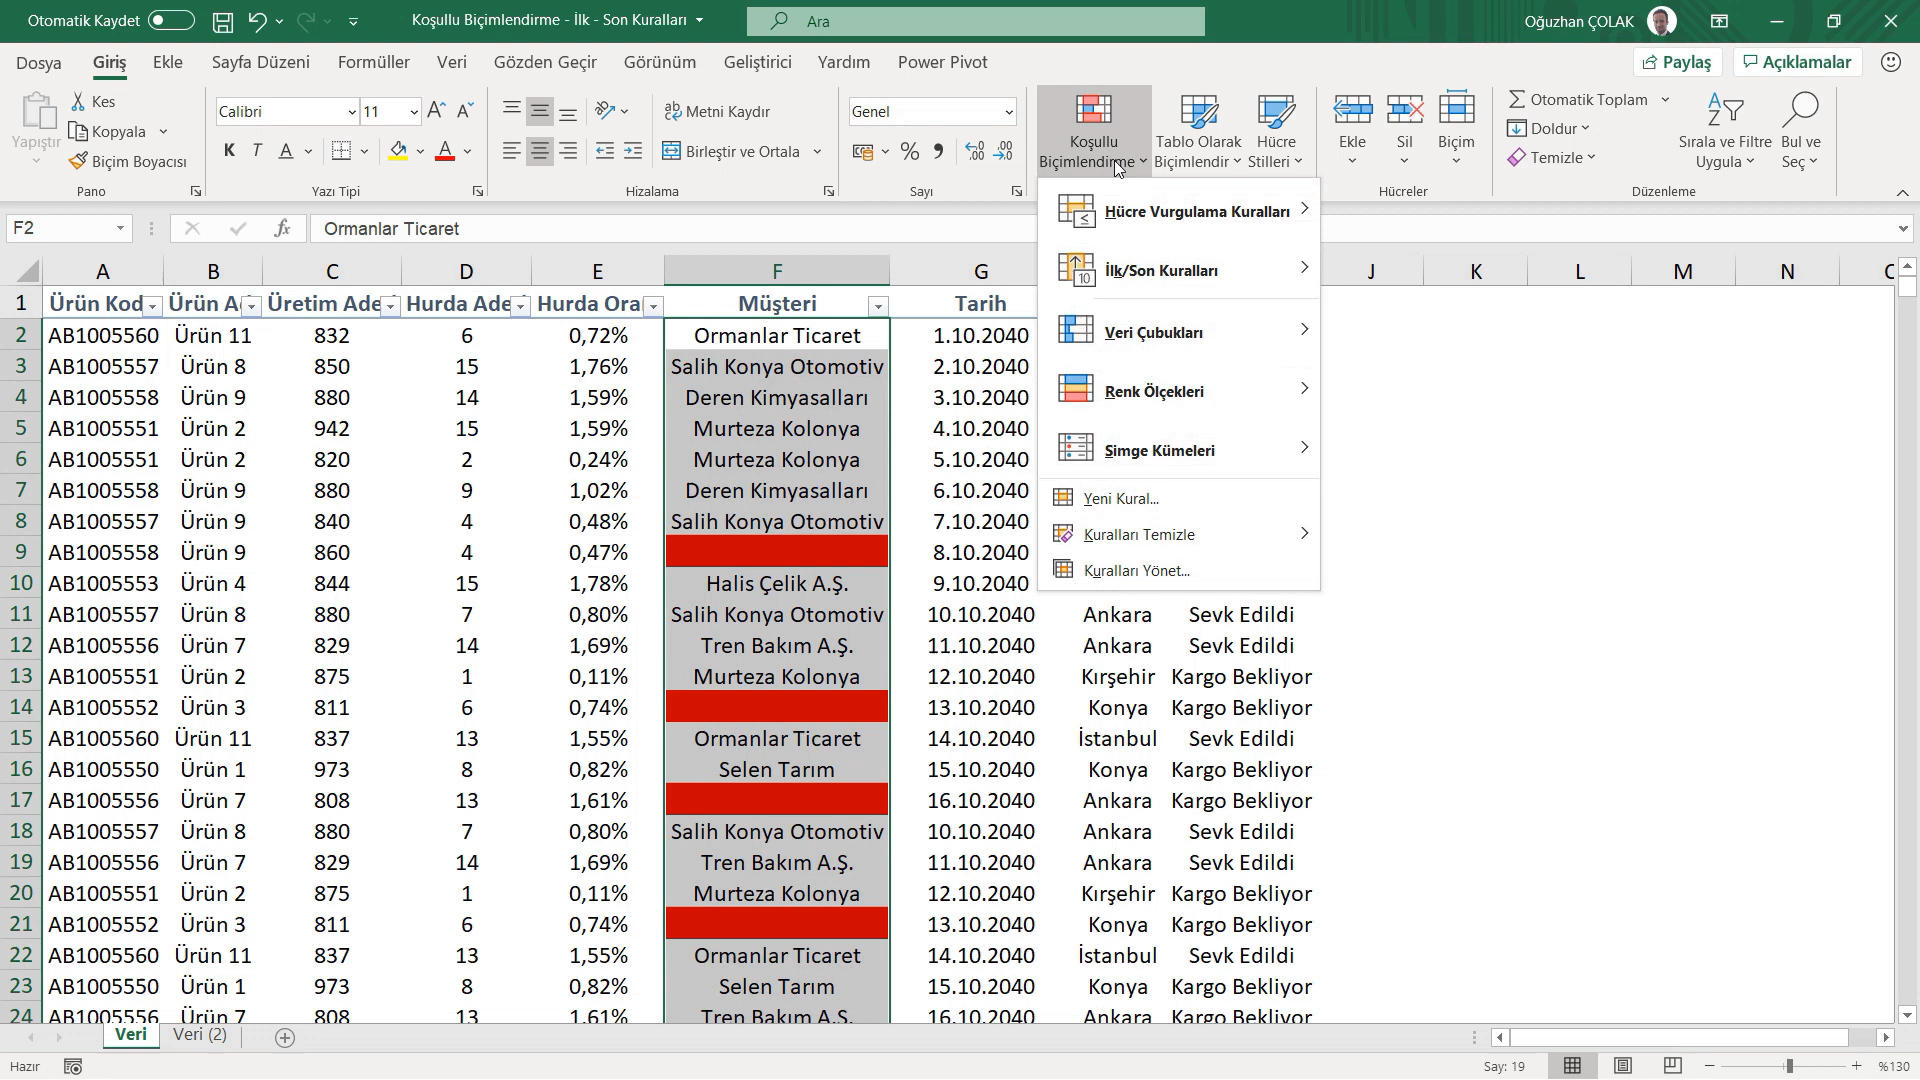 Otomatik Kaydet
Koşullu Biçimlendirme - İlk - Son Kuralları
Ara
Oğuzhan ÇOLAK
Dosya Giriş Ekle Sayfa Düzeni Formüller Veri Gözden Geçir Görünüm Geliştirici Yardım Power Pivot Paylaş Açıklamalar
Yapıştır
Kes
Kopyala
Biçim Boyacısı
Pano
Calibri 11
K T A A
Yazı Tipi
Metni Kaydır
Birleştir ve Ortala
Hizalama
Genel
%
Sayı
Koşullu Biçimlendirme
Tablo Olarak Biçimlendir
Hücre Stilleri
Ekle Sil Biçim
Hücreler
Otomatik Toplam
Doldur
Temizle
Sırala ve Filtre Uygula
Bul ve Seç
Düzenleme
F2 fx Ormanlar Ticaret
Hücre Vurgulama Kuralları
İlk/Son Kuralları
Veri Çubukları
Renk Ölçekleri
Simge Kümeleri
Yeni Kural...
Kuralları Temizle
Kuralları Yönet...
A B C D E F G J K L M N
1 Ürün Kod Ürün A Üretim Ade Hurda Ade Hurda Ora Müşteri Tarih
2 AB1005560 Ürün 11 832 6 0,72% Ormanlar Ticaret 1.10.2040
3 AB1005557 Ürün 8 850 15 1,76% Salih Konya Otomotiv 2.10.2040
4 AB1005558 Ürün 9 880 14 1,59% Deren Kimyasalları 3.10.2040
5 AB1005551 Ürün 2 942 15 1,59% Murteza Kolonya 4.10.2040
6 AB1005551 Ürün 2 820 2 0,24% Murteza Kolonya 5.10.2040
7 AB1005558 Ürün 9 880 9 1,02% Deren Kimyasalları 6.10.2040
8 AB1005557 Ürün 9 840 4 0,48% Salih Konya Otomotiv 7.10.2040
9 AB1005558 Ürün 9 860 4 0,47% 8.10.2040
10 AB1005553 Ürün 4 844 15 1,78% Halis Çelik A.Ş. 9.10.2040
11 AB1005557 Ürün 8 880 7 0,80% Salih Konya Otomotiv 10.10.2040 Ankara Sevk Edildi
12 AB1005556 Ürün 7 829 14 1,69% Tren Bakım A.Ş. 11.10.2040 Ankara Sevk Edildi
13 AB1005551 Ürün 2 875 1 0,11% Murteza Kolonya 12.10.2040 Kırşehir Kargo Bekliyor
14 AB1005552 Ürün 3 811 6 0,74% 13.10.2040 Konya Kargo Bekliyor
15 AB1005560 Ürün 11 837 13 1,55% Ormanlar Ticaret 14.10.2040 İstanbul Sevk Edildi
16 AB1005550 Ürün 1 973 8 0,82% Selen Tarım 15.10.2040 Konya Kargo Bekliyor
17 AB1005556 Ürün 7 808 13 1,61% 16.10.2040 Ankara Kargo Bekliyor
18 AB1005557 Ürün 8 880 7 0,80% Salih Konya Otomotiv 10.10.2040 Ankara Sevk Edildi
19 AB1005556 Ürün 7 829 14 1,69% Tren Bakım A.Ş. 11.10.2040 Ankara Sevk Edildi
20 AB1005551 Ürün 2 875 1 0,11% Murteza Kolonya 12.10.2040 Kırşehir Kargo Bekliyor
21 AB1005552 Ürün 3 811 6 0,74% 13.10.2040 Konya Kargo Bekliyor
22 AB1005560 Ürün 11 837 13 1,55% Ormanlar Ticaret 14.10.2040 İstanbul Sevk Edildi
23 AB1005550 Ürün 1 973 8 0,82% Selen Tarım 15.10.2040 Konya Kargo Bekliyor
24 AB1005556 Ürün 7 808 13 1,61% Tren Bakım A.Ş. 16.10.2040 Ankara Kargo Bekliyor
Veri Veri (2)
Hazır Say: 19 %130